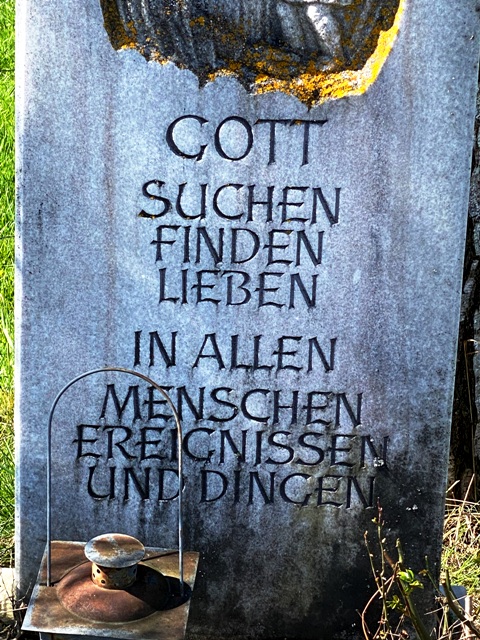 GOTT
SUCHEN
FINDEN
LIEBEN
IN ALLEN
MENSCHEN
EREIGNISSEN
UND DINGEN